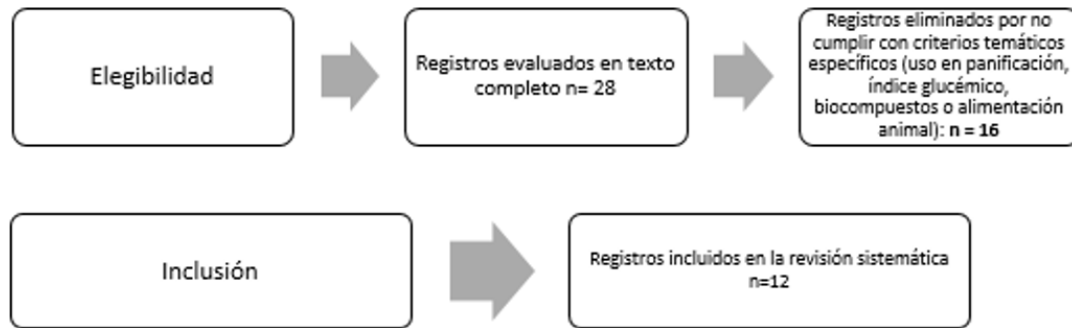 Elegibilidad
Registros evaluados en texto
completo n= 28
Registros eliminados por no
cumplir con criterios temáticos
específicos (uso en panificación,
índice glucémico,
biocompuestos o alimentación
animal): n = 16
Inclusión
Registros incluidos en la revisión sistemática
n=12